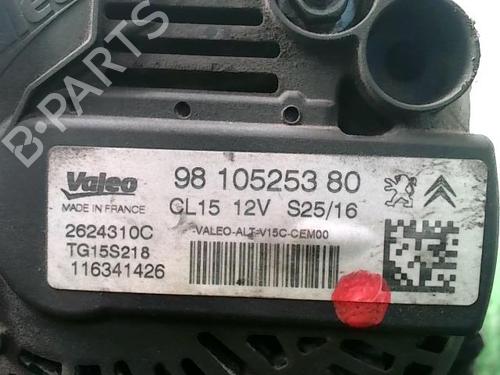 Valeo
MADE IN FRANCE
98 105253 80
CL15 12V S25/16
2624310C
TG15S218
116341426
-VALEO-ALT-V15C-CEM00
B-PARTS